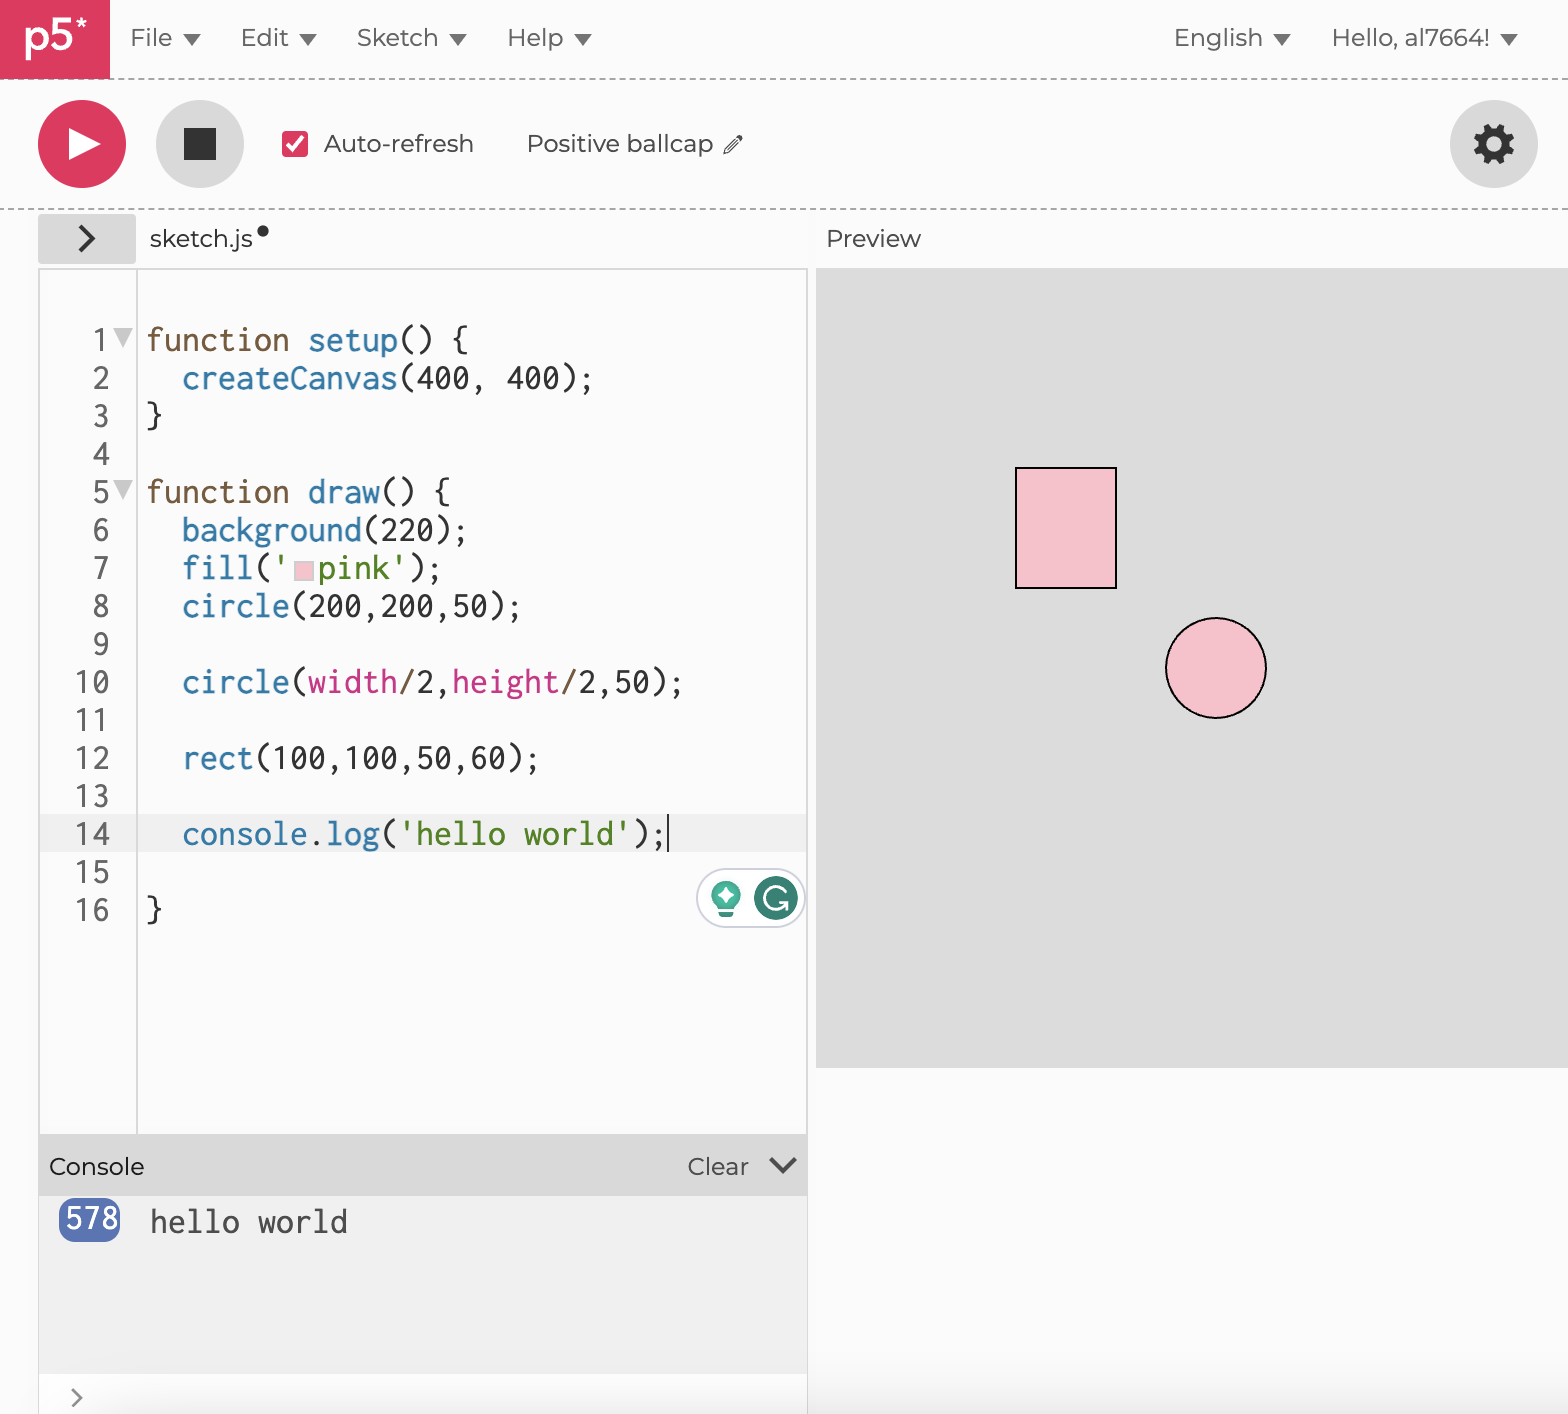 p5* File Edit Sketch Help English Hello, al7664!
Auto-refresh Positive ballcap
sketch.js
Preview
1 function setup() {
2 createCanvas(400, 400);
3 }
4
5 function draw() {
6 background(220);
7 fill('pink');
8 circle(200,200,50);
9
10 circle(width/2,height/2,50);
11
12 rect(100,100,50,60);
13
14 console.log('hello world');
15
16 }
Console Clear
578 hello world